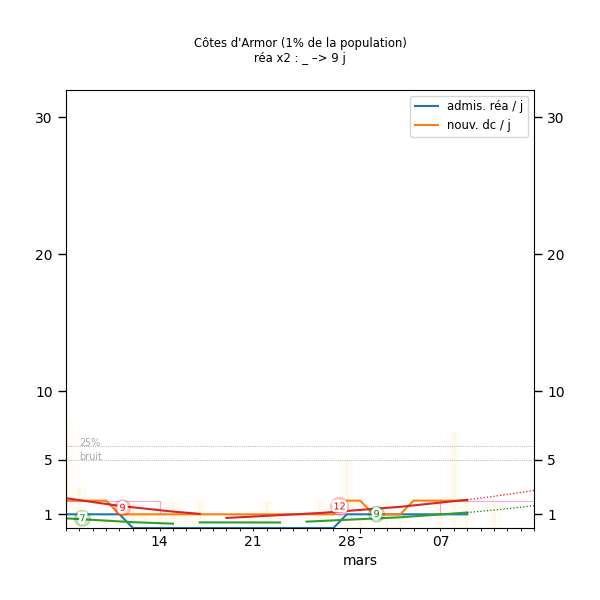 Côtes d'Armor (1% de la population)
réa x2 : _ –> 9 j
admis. réa / j
nouv. dc / j
30 30
20 20
10 10
25%
bruit
5 5
9 12
7 9
1 1
14 21 28 07
mars